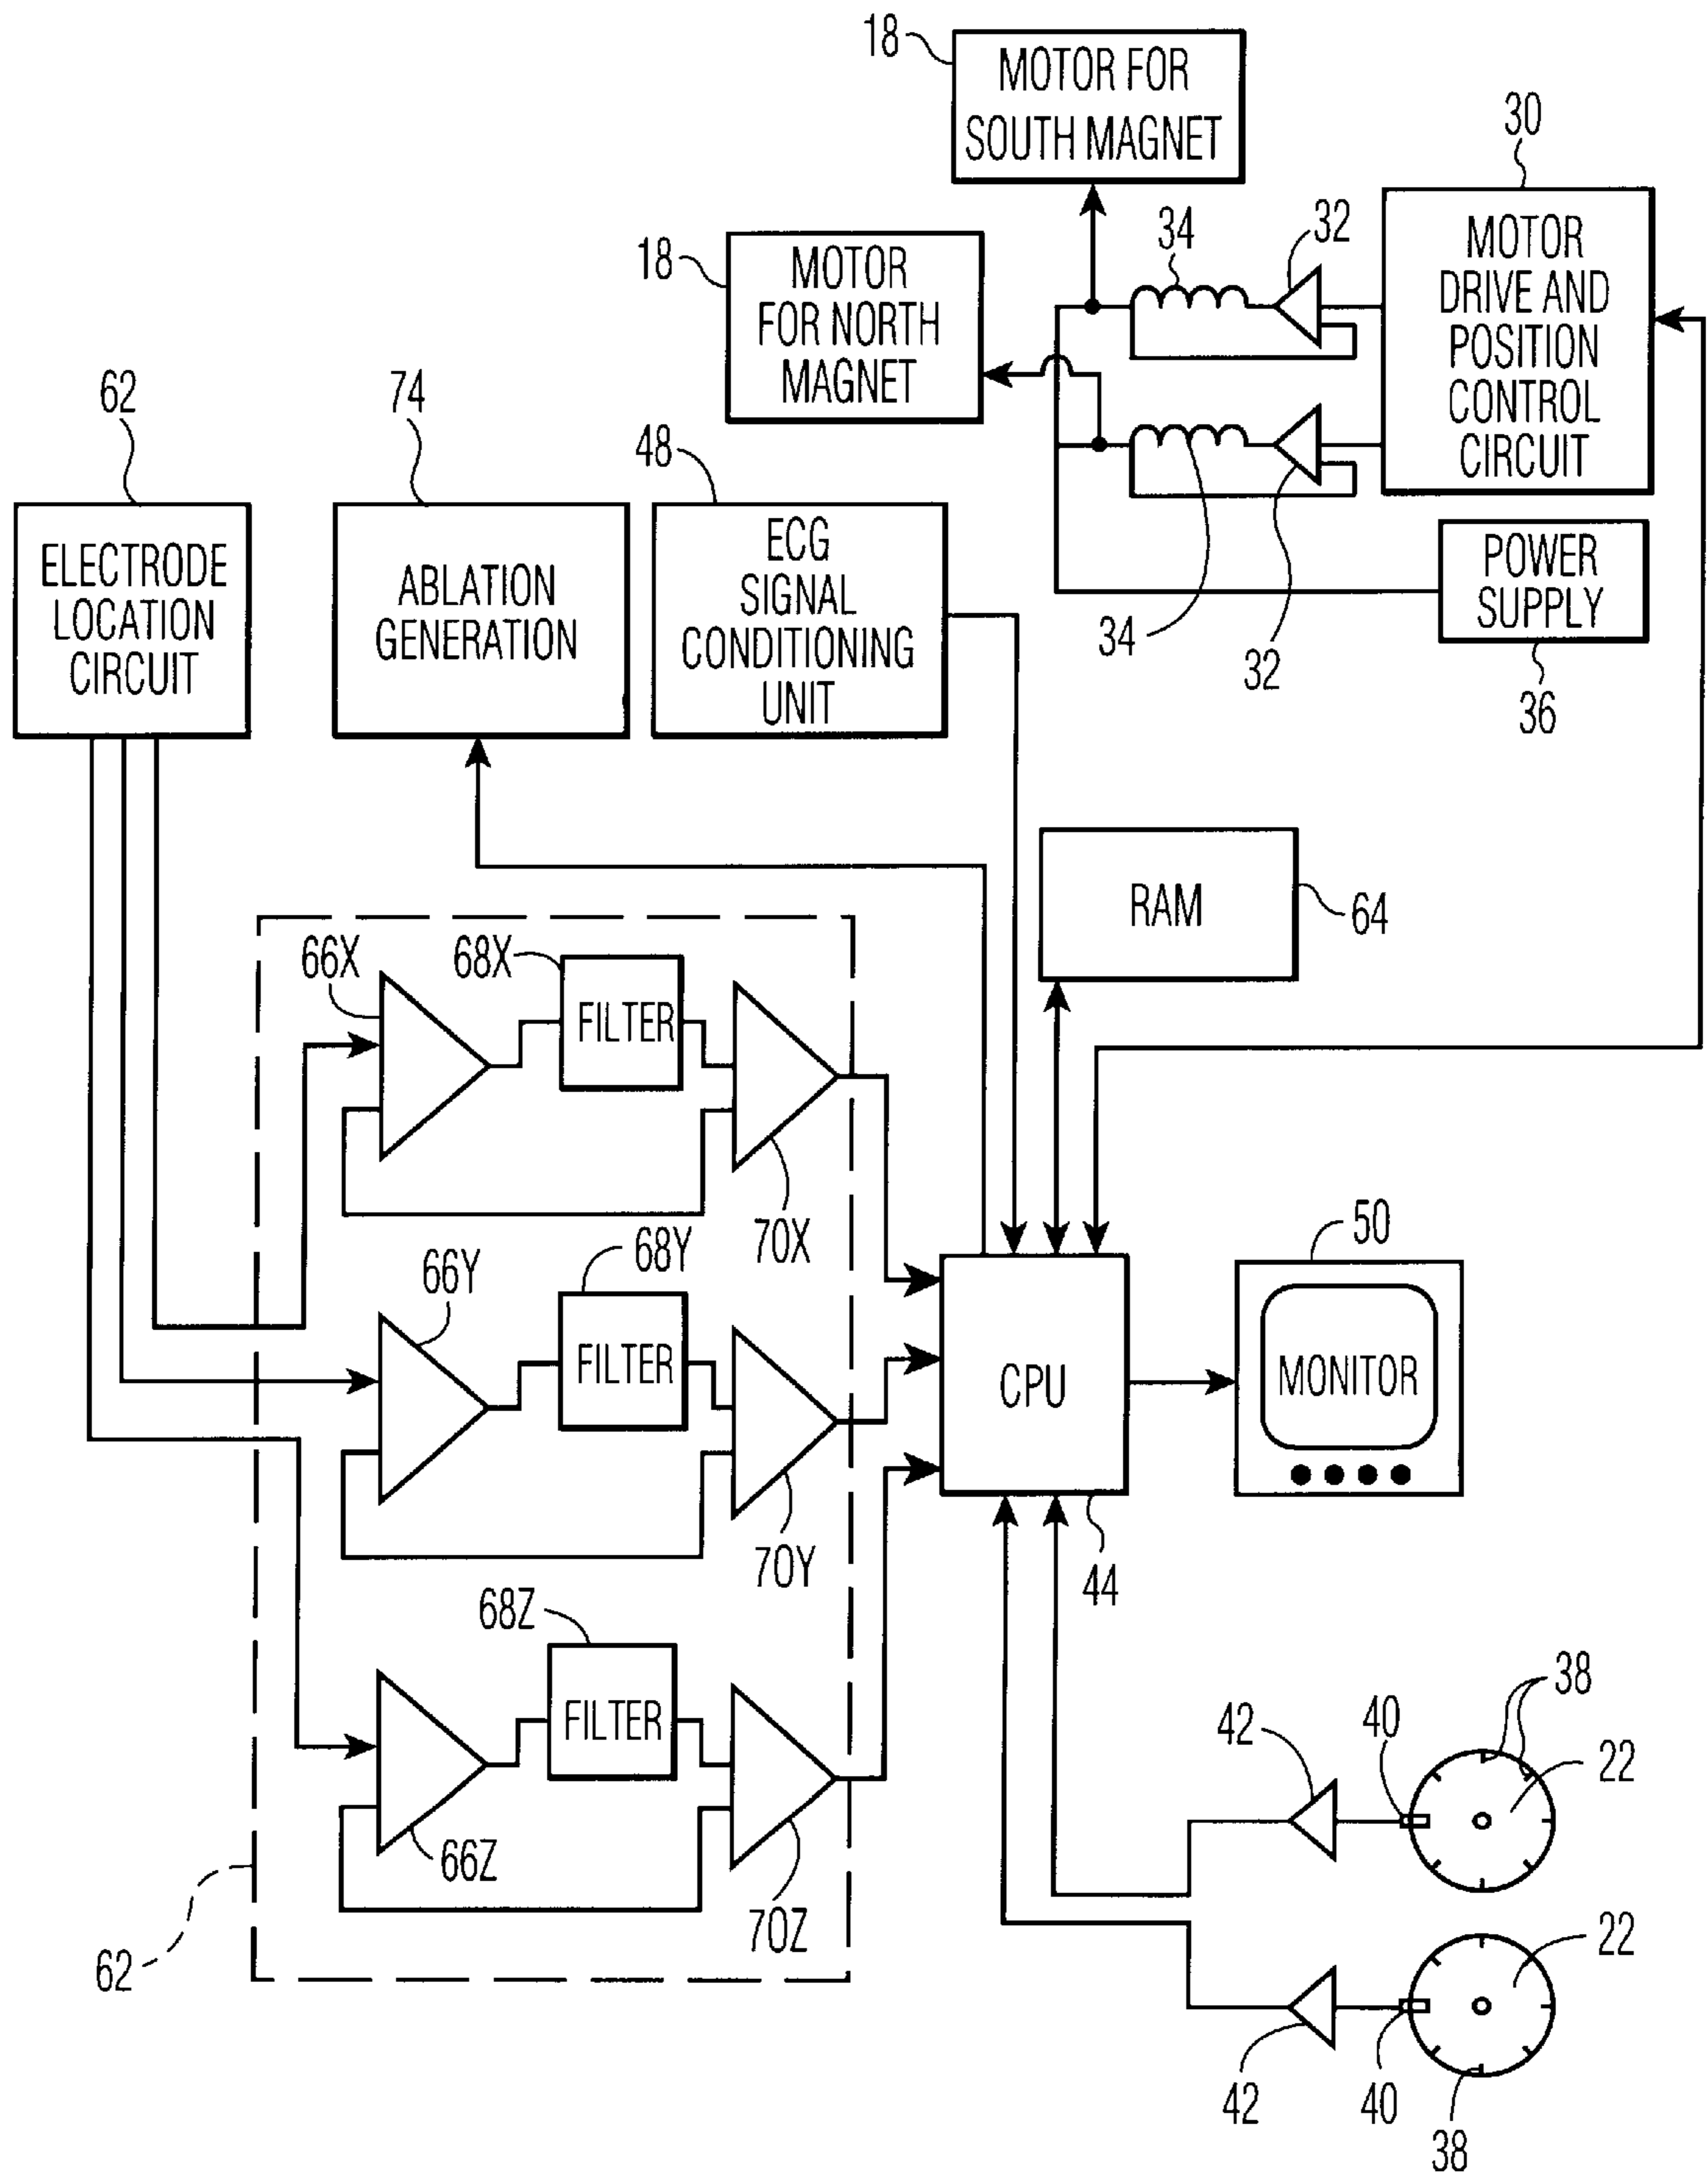 18
MOTOR FOR
SOUTH MAGNET
30
MOTOR
DRIVE AND
POSITION
CONTROL
CIRCUIT
34
32
18
MOTOR
FOR NORTH
MAGNET
62
74
48
ELECTRODE
LOCATION
CIRCUIT
ABLATION
GENERATION
ECG
SIGNAL
CONDITIONING
UNIT
34
32
POWER
SUPPLY
36
RAM
64
66X
68X
FILTER
70X
66Y
68Y
FILTER
70Y
CPU
44
50
MONITOR
68Z
FILTER
66Z
70Z
62
42
40
38
22
22
42
40
38